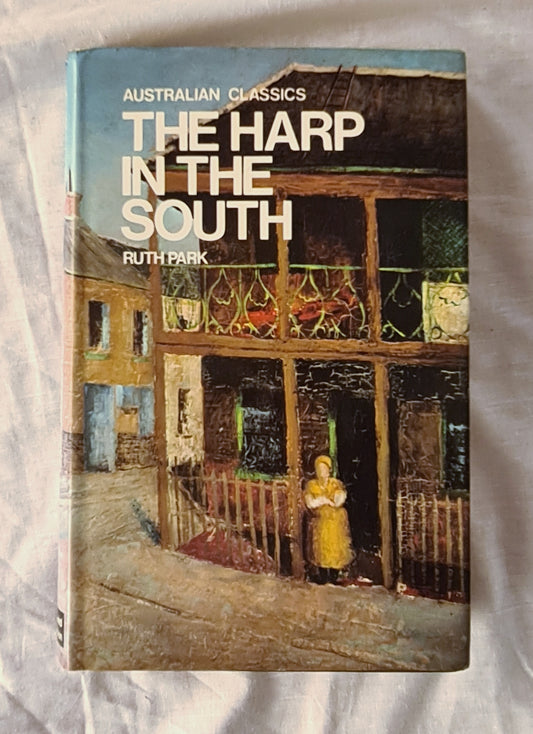 AUSTRALIAN CLASSICS
THE HARP
IN THE
SOUTH
RUTH PARK